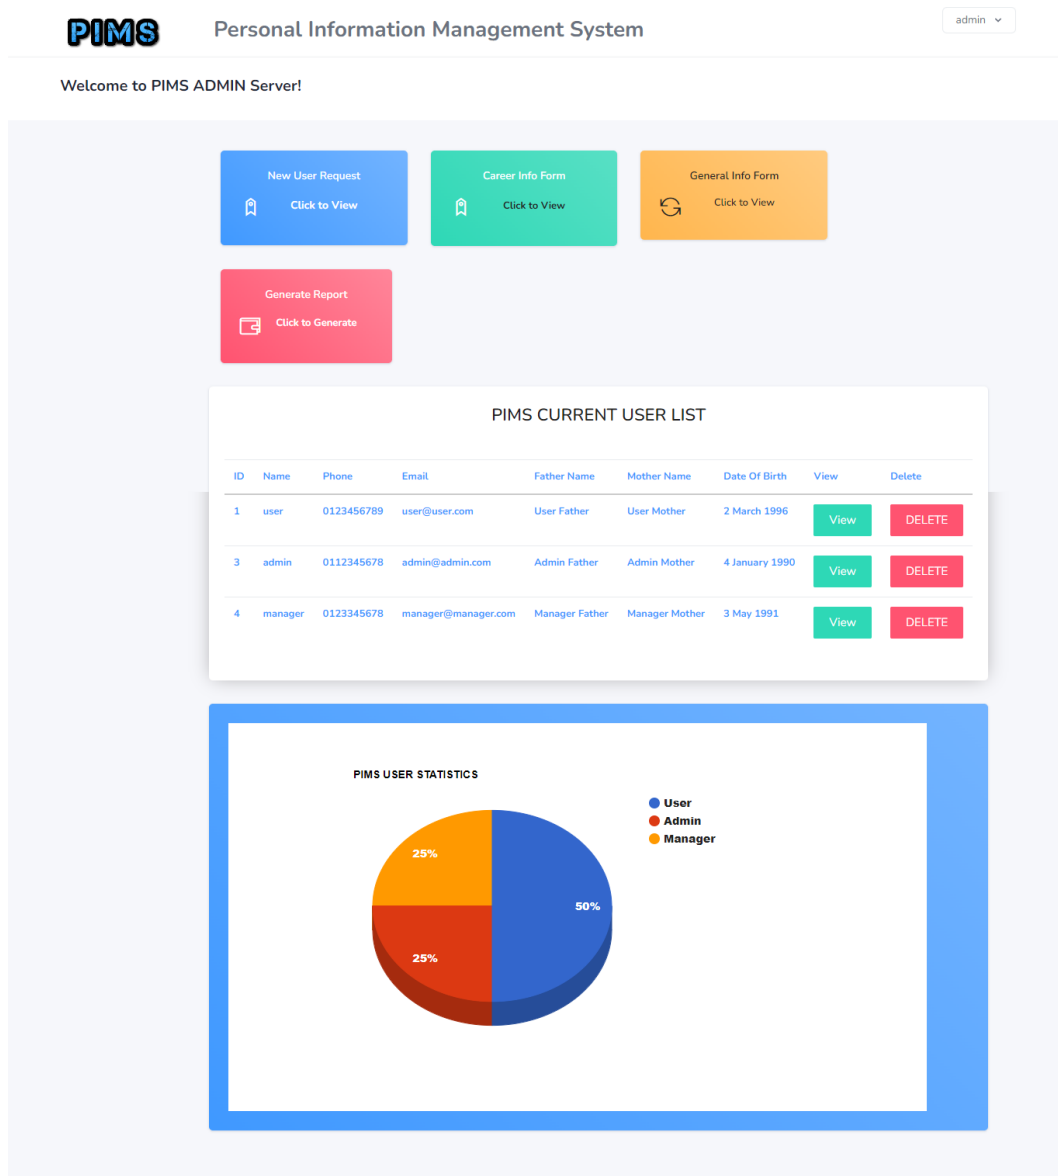 PIMS
Personal Information Management System
admin
Welcome to PIMS ADMIN Server!
New User Request
Click to View
Career Info Form
Click to View
General Info Form
Click to View
Generate Report
Click to Generate
PIMS CURRENT USER LIST
ID Name Phone Email Father Name Mother Name Date Of Birth View Delete
1 user 0123456789 user@user.com User Father User Mother 2 March 1996 View DELETE
3 admin 0112345678 admin@admin.com Admin Father Admin Mother 4 January 1990 View DELETE
4 manager 0123345678 manager@manager.com Manager Father Manager Mother 3 May 1991 View DELETE
PIMS USER STATISTICS
User
Admin
Manager
25%
50%
25%